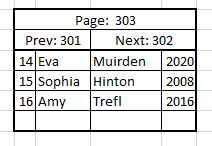 Page: 303
Prev: 301 Next: 302
14 Eva Muirden 2020
15 Sophia Hinton 2008
16 Amy Trefl 2016